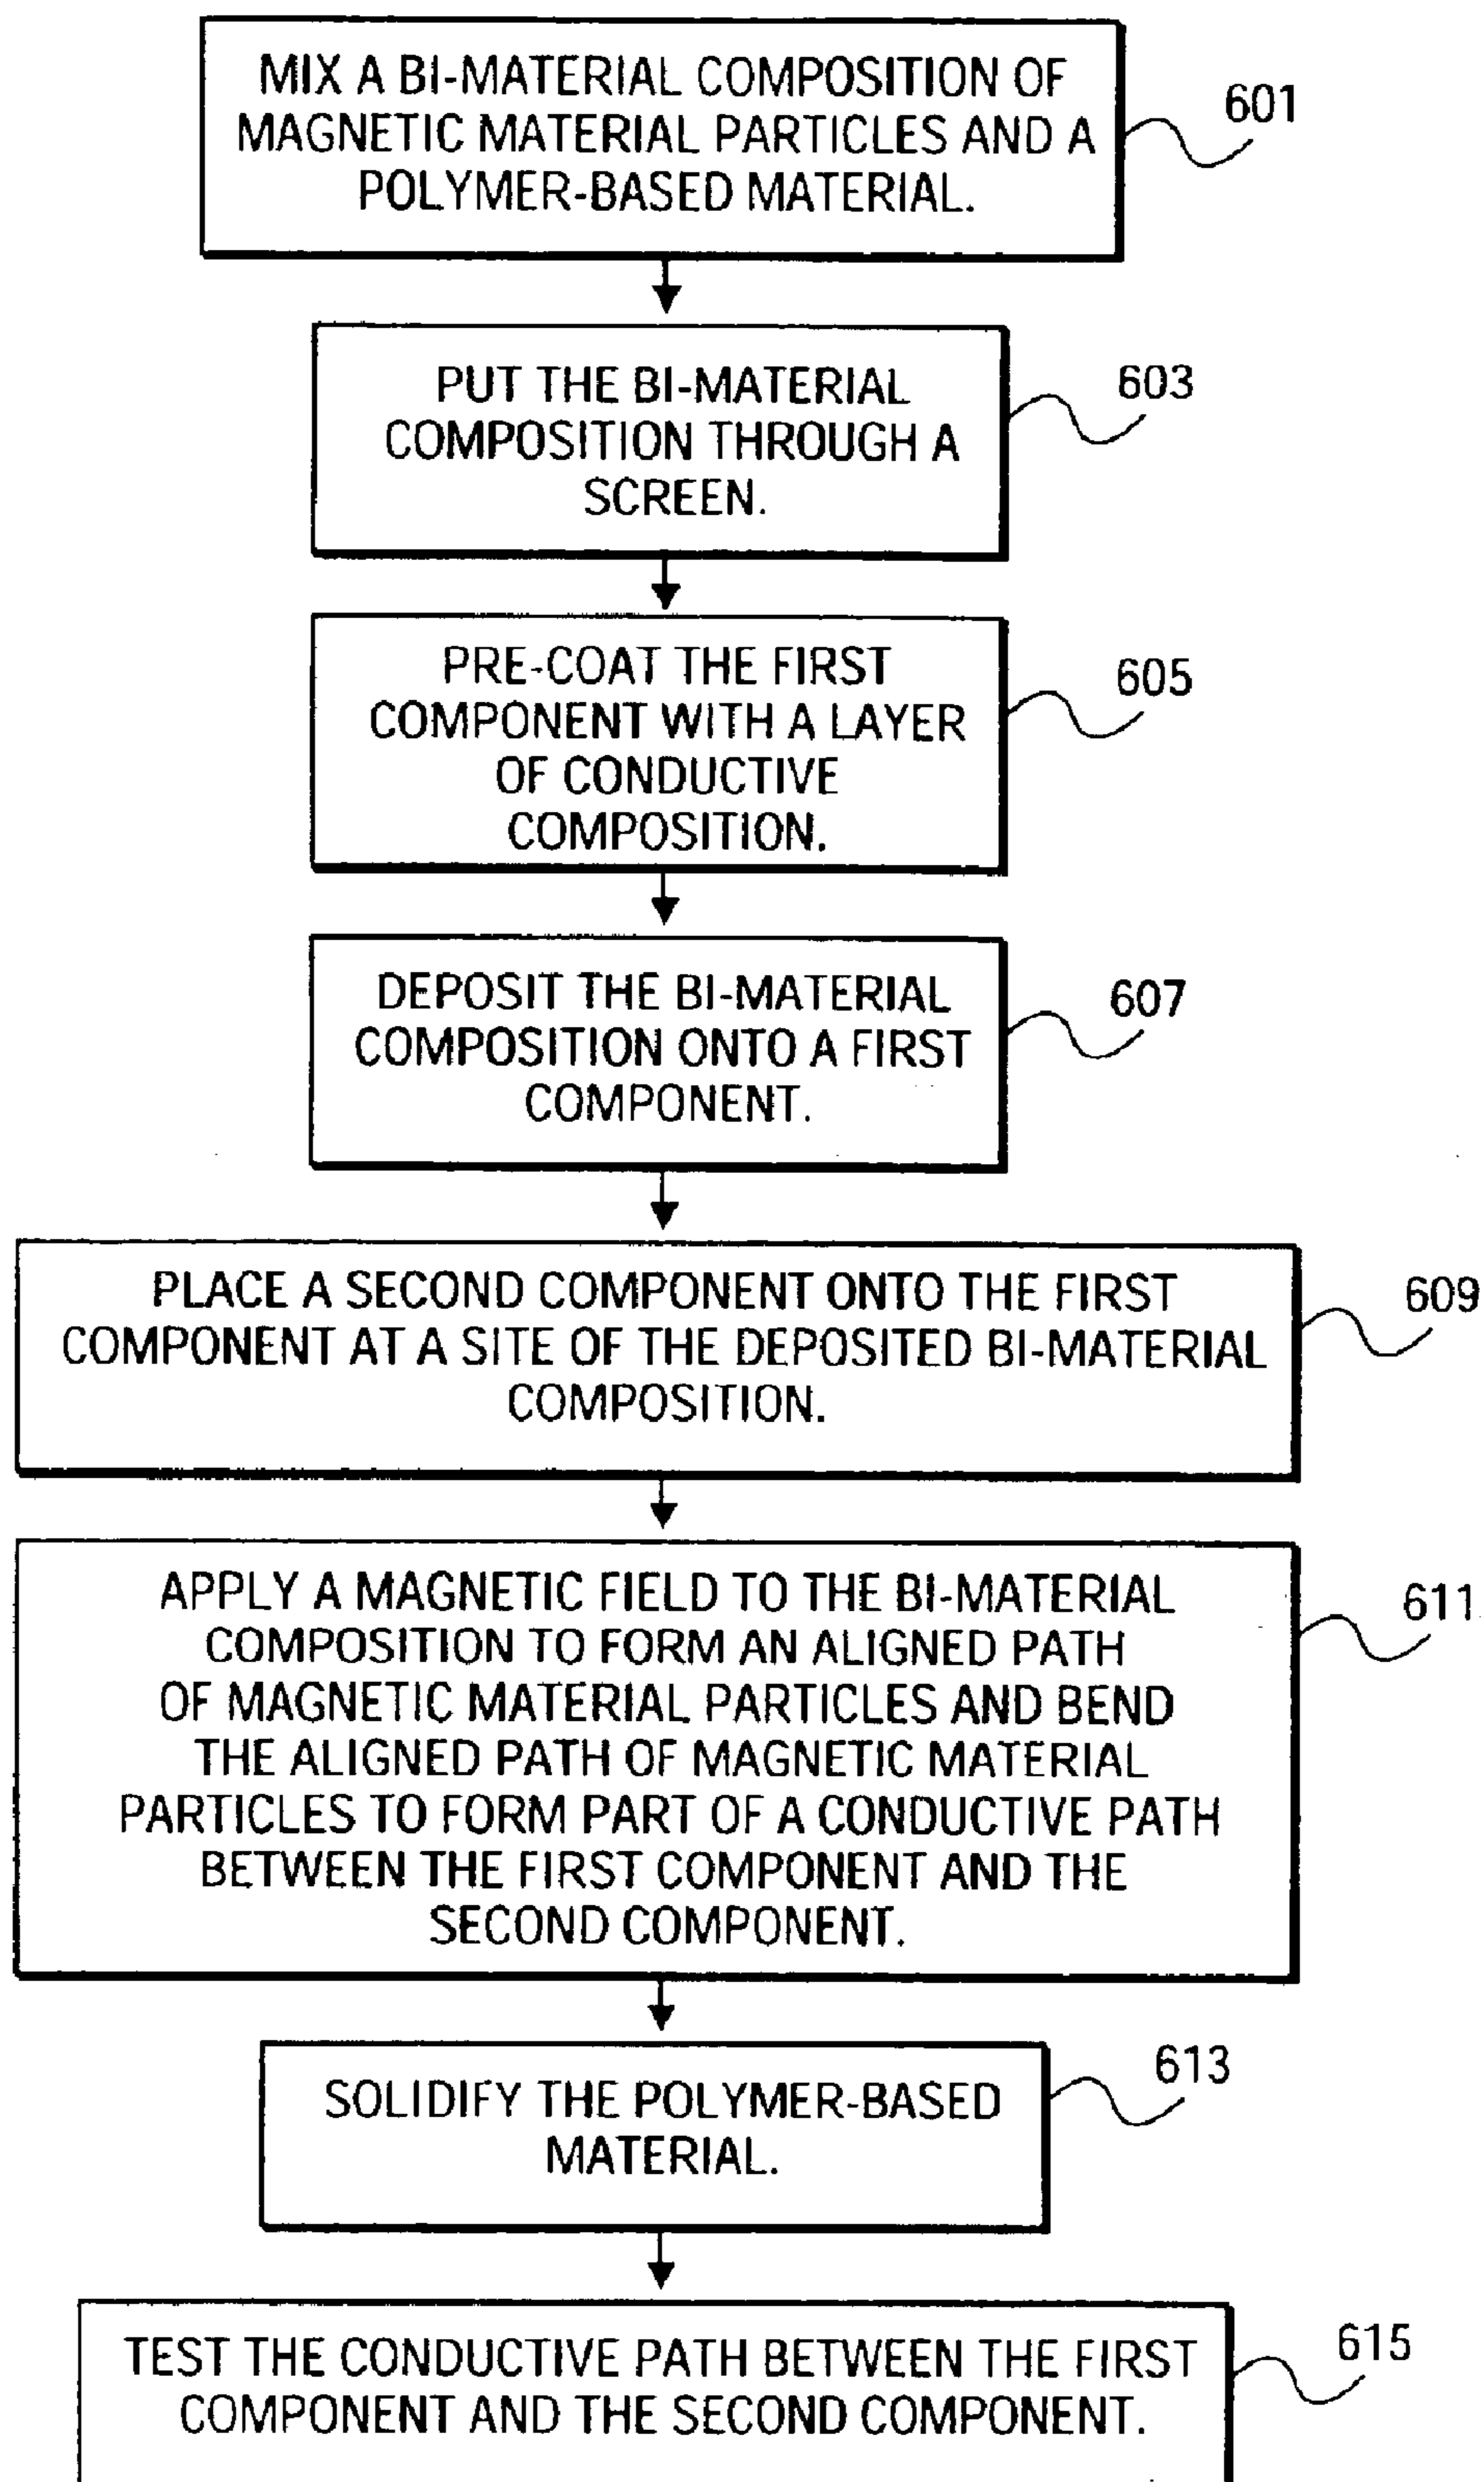 MIX A BI-MATERIAL COMPOSITION OF
MAGNETIC MATERIAL PARTICLES AND A
POLYMER-BASED MATERIAL.
601
PUT THE BI-MATERIAL
COMPOSITION THROUGH A
SCREEN.
603
PRE-COAT THE FIRST
COMPONENT WITH A LAYER
OF CONDUCTIVE
COMPOSITION.
605
DEPOSIT THE BI-MATERIAL
COMPOSITION ONTO A FIRST
COMPONENT.
607
PLACE A SECOND COMPONENT ONTO THE FIRST
COMPONENT AT A SITE OF THE DEPOSITED BI-MATERIAL
COMPOSITION.
609
APPLY A MAGNETIC FIELD TO THE BI-MATERIAL
COMPOSITION TO FORM AN ALIGNED PATH
OF MAGNETIC MATERIAL PARTICLES AND BEND
THE ALIGNED PATH OF MAGNETIC MATERIAL
PARTICLES TO FORM PART OF A CONDUCTIVE PATH
BETWEEN THE FIRST COMPONENT AND THE
SECOND COMPONENT.
611
SOLIDIFY THE POLYMER-BASED
MATERIAL.
613
TEST THE CONDUCTIVE PATH BETWEEN THE FIRST
COMPONENT AND THE SECOND COMPONENT.
615